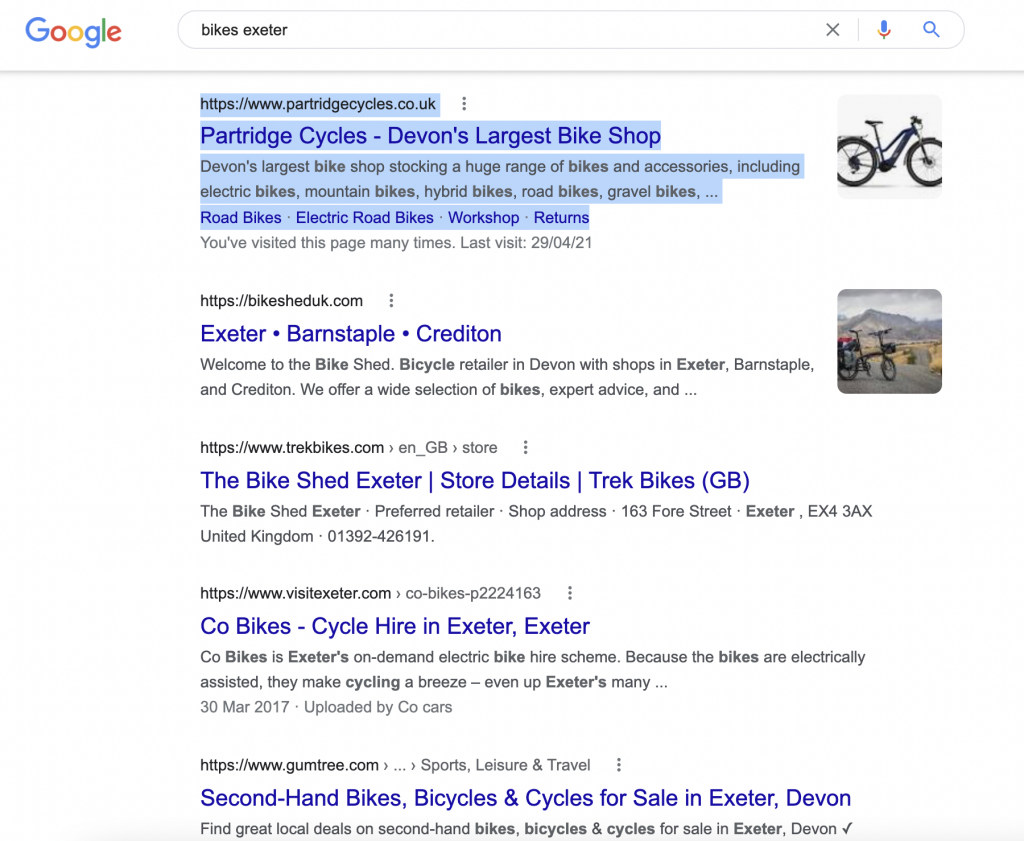 Google
bikes exeter
https://www.partridgecycles.co.uk
Partridge Cycles - Devon's Largest Bike Shop
Devon's largest bike shop stocking a huge range of bikes and accessories, including
electric bikes, mountain bikes, hybrid bikes, road bikes, gravel bikes, ...
Road Bikes · Electric Road Bikes · Workshop · Returns
You've visited this page many times. Last visit: 29/04/21
https://bikesheduk.com
Exeter • Barnstaple • Crediton
Welcome to the Bike Shed. Bicycle retailer in Devon with shops in Exeter, Barnstaple,
and Crediton. We offer a wide selection of bikes, expert advice, and ...
https://www.trekbikes.com › en_GB › store
The Bike Shed Exeter | Store Details | Trek Bikes (GB)
The Bike Shed Exeter · Preferred retailer · Shop address · 163 Fore Street · Exeter , EX4 3AX
United Kingdom · 01392-426191.
https://www.visitexeter.com › co-bikes-p2224163
Co Bikes - Cycle Hire in Exeter, Exeter
Co Bikes is Exeter's on-demand electric bike hire scheme. Because the bikes are electrically
assisted, they make cycling a breeze – even up Exeter's many ...
30 Mar 2017 · Uploaded by Co cars
https://www.gumtree.com › ... › Sports, Leisure & Travel
Second-Hand Bikes, Bicycles & Cycles for Sale in Exeter, Devon
Find great local deals on second-hand bikes, bicycles & cycles for sale in Exeter, Devon ✓